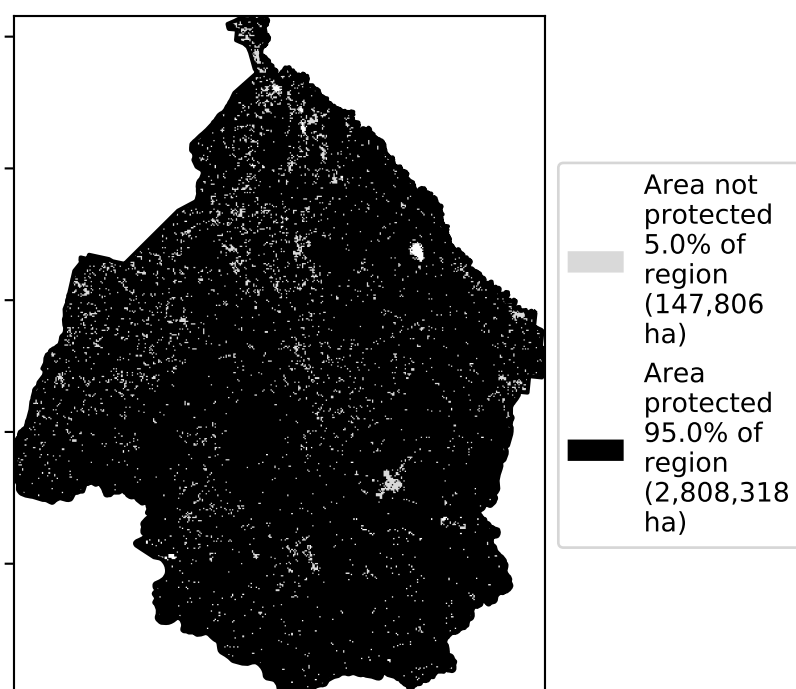 Area not
protected
5.0% of
region
(147,806
ha)
Area
protected
95.0% of
region
(2,808,318
ha)